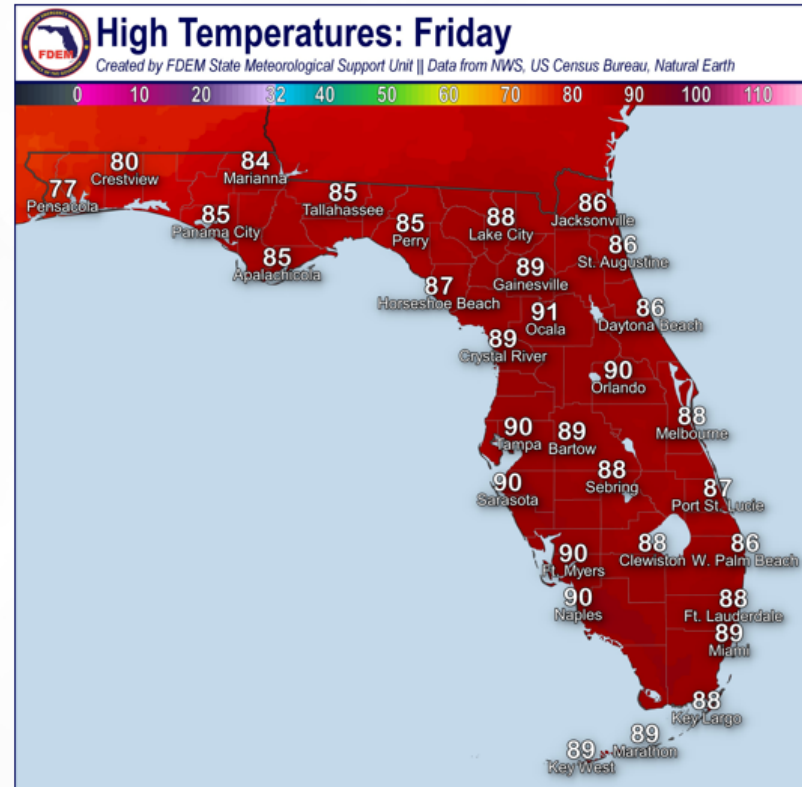 High Temperatures: Friday
Created by FDEM State Meteorological Support Unit || Data from NWS, US Census Bureau, Natural Earth
FDEM
0 10 20 32 40 50 60 70 80 90 100 110
80
Crestview
84
Marianna
77
Pensacola
85
Tallahassee
85
Panama City
85
Perry
88
Lake City
86
Jacksonville
86
St. Augustine
85
Apalachicola
89
Gainesville
87
Horseshoe Beach
91
Ocala
86
Daytona Beach
89
Crystal River
90
Orlando
88
Melbourne
90
Tampa
89
Bartow
88
Sebring
90
Sarasota
87
Port St. Lucie
90
Ft. Myers
88
Clewiston
86
W. Palm Beach
90
Naples
88
Ft. Lauderdale
89
Miami
88
Key Largo
89
Marathon
89
Key West